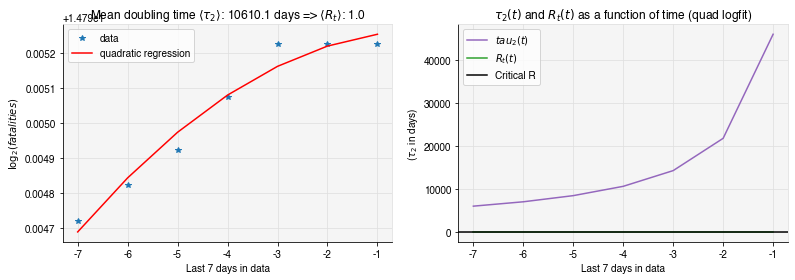 Mean doubling time ⟨τ₂⟩: 10610.1 days => ⟨Rₜ⟩: 1.0
data
quadratic regression
0.0052
0.0051
0.0050
0.0049
0.0048
0.0047
log₂(fatalities)
-7 -6 -5 -4 -3 -2 -1
Last 7 days in data
τ₂(t) and Rₜ(t) as a function of time (quad logfit)
tau₂(t)
Rₜ(t)
Critical R
40000
30000
20000
10000
0
(τ₂ in days)
-7 -6 -5 -4 -3 -2 -1
Last 7 days in data